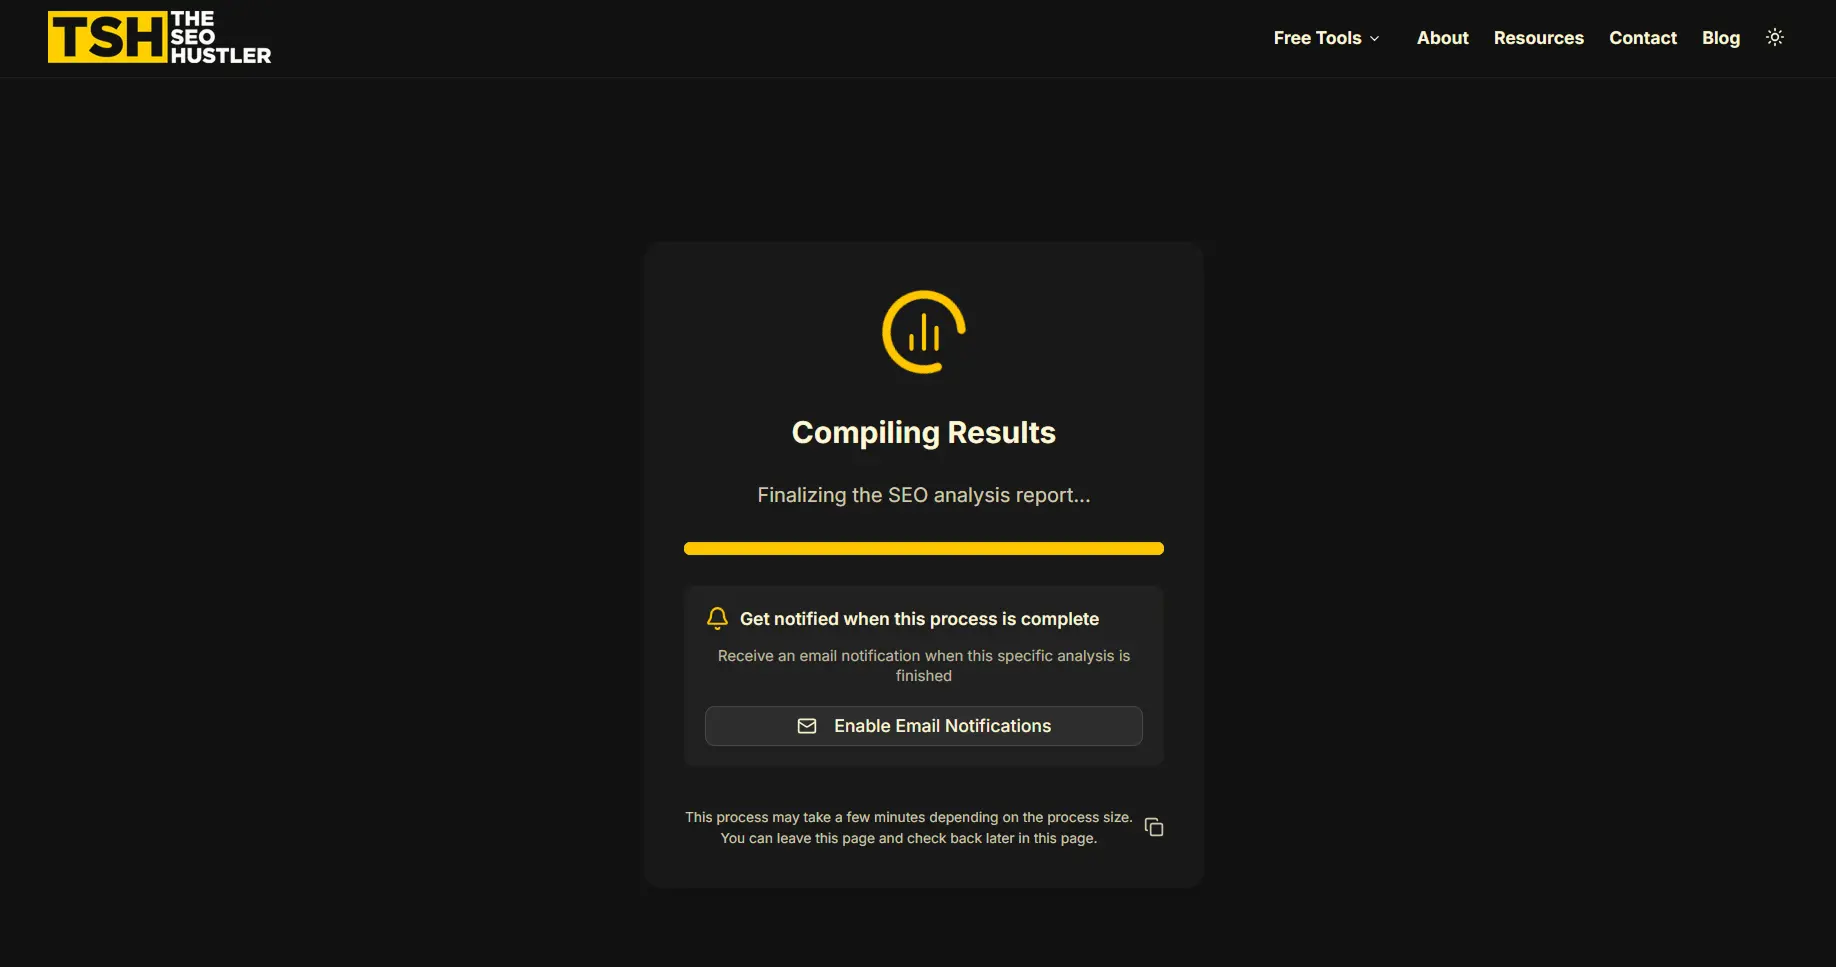 TSH THE
SEO
HUSTLER
Free Tools
About
Resources
Contact
Blog
Compiling Results
Finalizing the SEO analysis report...
Get notified when this process is complete
Receive an email notification when this specific analysis is
finished
Enable Email Notifications
This process may take a few minutes depending on the process size.
You can leave this page and check back later in this page.